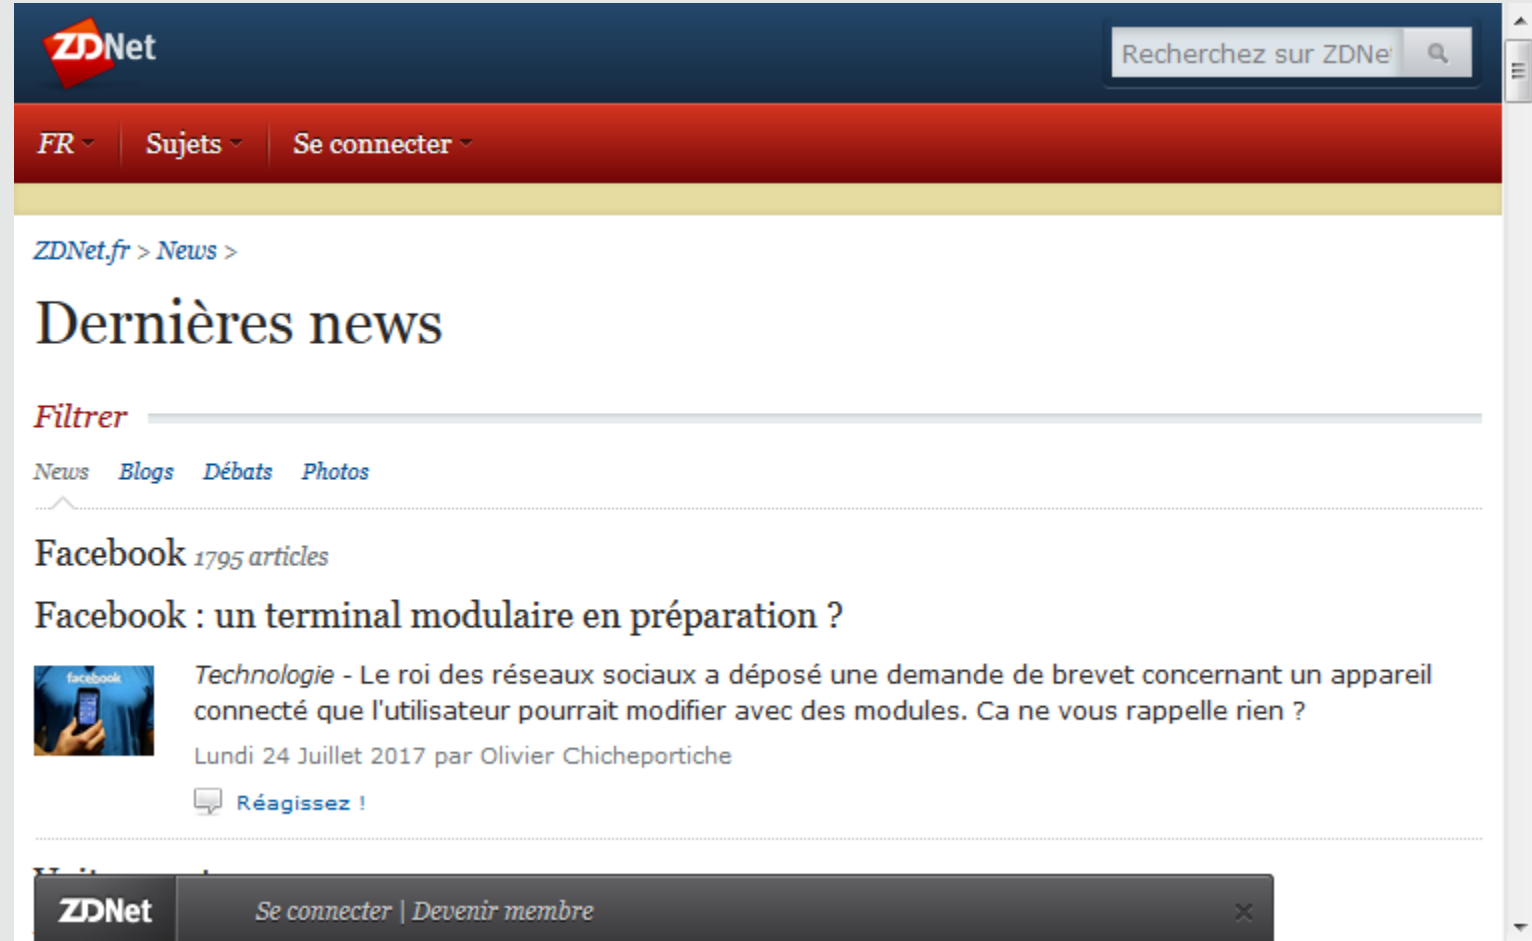 ZDNet
Recherchez sur ZDNe
FR
Sujets
Se connecter
ZDNet.fr > News >
Dernières news
Filtrer
News Blogs Débats Photos
Facebook 1795 articles
Facebook : un terminal modulaire en préparation ?
facebook
Technologie - Le roi des réseaux sociaux a déposé une demande de brevet concernant un appareil
connecté que l'utilisateur pourrait modifier avec des modules. Ca ne vous rappelle rien ?
Lundi 24 Juillet 2017 par Olivier Chicheportiche
Réagissez !
ZDNet
Se connecter | Devenir membre